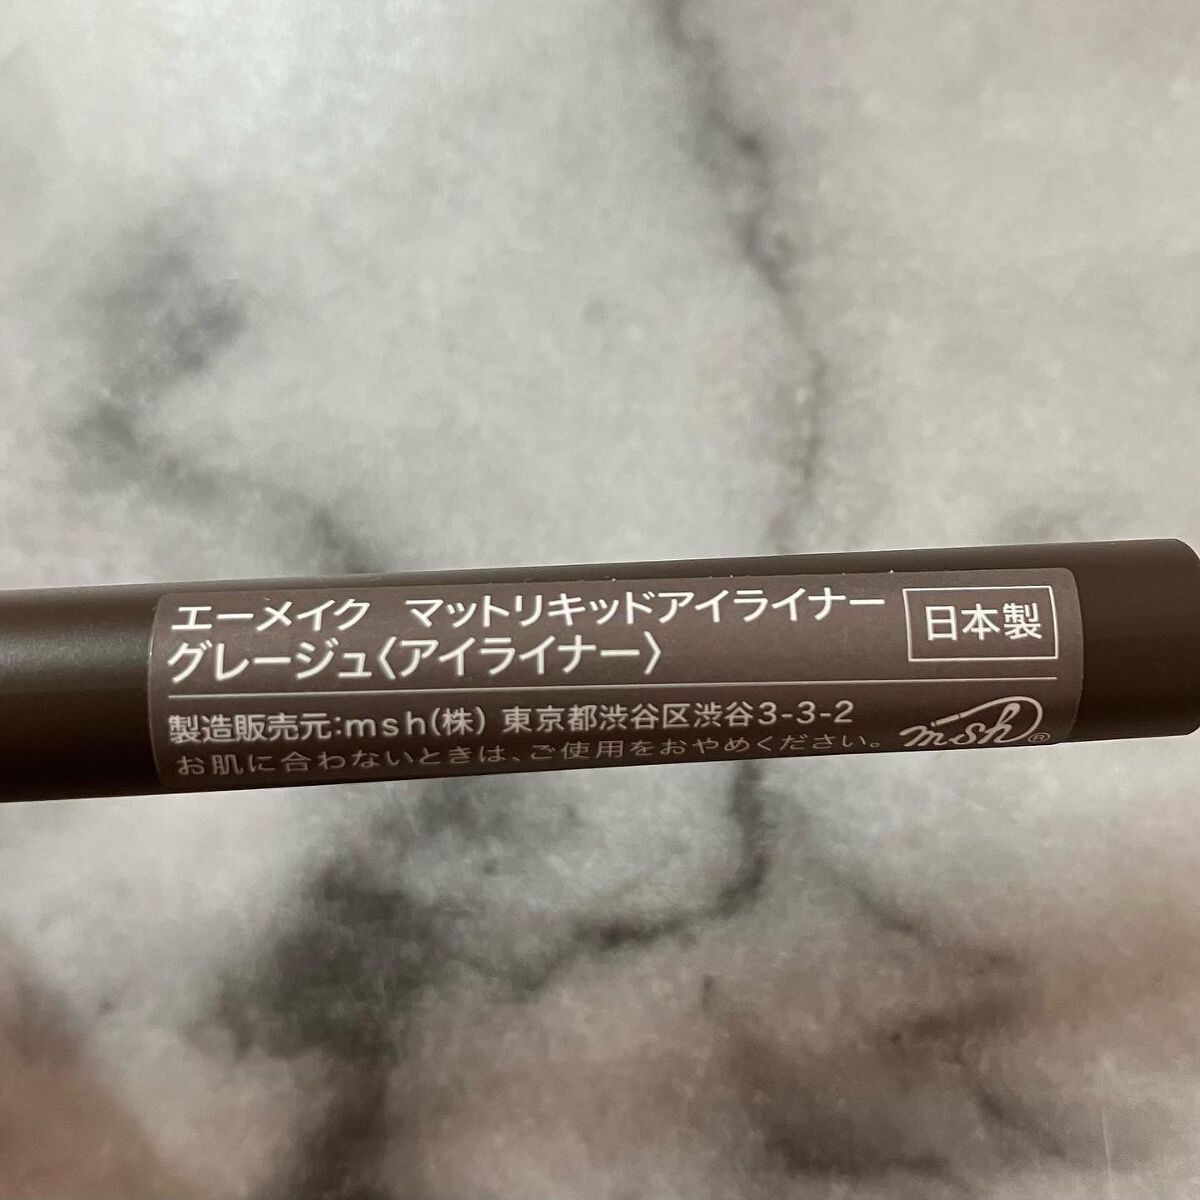 エーメイク マットリキッドアイライナー
グレージュ〈アイライナー〉
日本製
製造販売元:msh(株) 東京都渋谷区渋谷3-3-2
お肌に合わないときは、ご使用をおやめください。
msh®